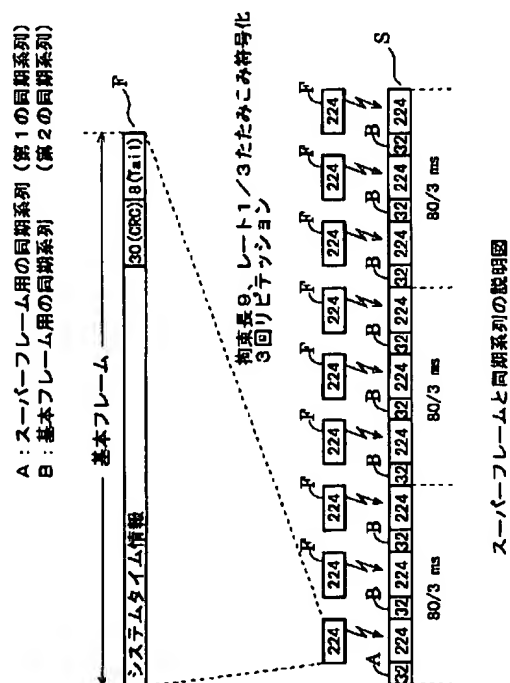 A：スーパーフレーム用の同期系列（第１の同期系列）
B：基本フレーム用の同期系列　（第２の同期系列）
基本フレーム
システムタイム情報 30(CRC) 8(Tail)
F
拘束長９、レート１／３たたみこみ符号化
３回リピテッション
F F F F F F F F
224 224 224 224 224 224 224 224 224
A B B B B B B B B S
32 224 32 224 32 224 32 224 32 224 32 224 32 224 32 224 32 224
80/3 ms 80/3 ms 80/3 ms
スーパーフレームと同期系列の説明図